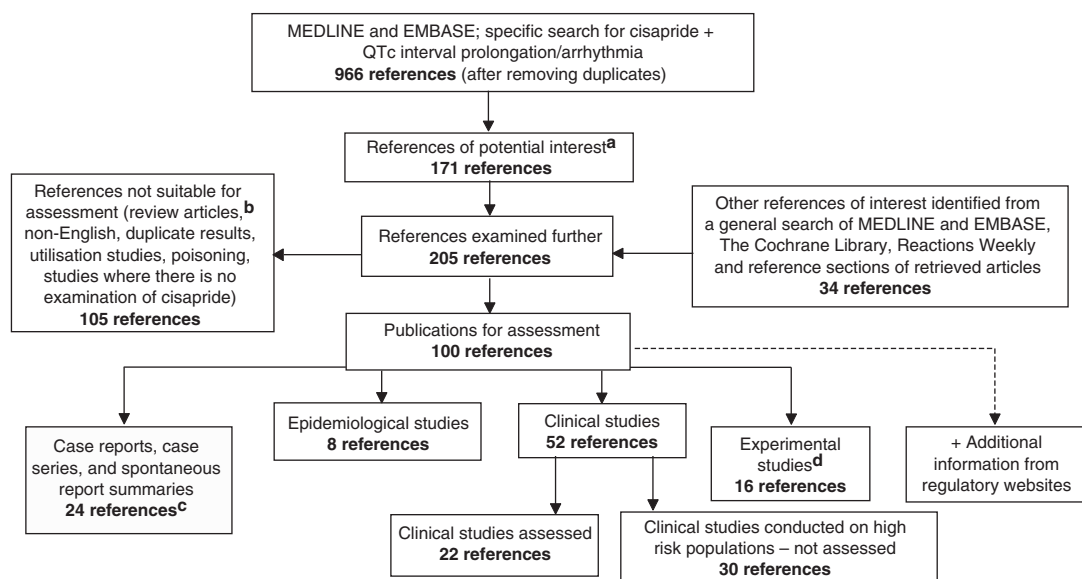 MEDLINE and EMBASE; specific search for cisapride +
QTc interval prolongation/arrhythmia
966 references (after removing duplicates)
References of potential interest a
171 references
References not suitable for
assessment (review articles, b
non-English, duplicate results,
utilisation studies, poisoning,
studies where there is no
examination of cisapride)
105 references
References examined further
205 references
Other references of interest identified from
a general search of MEDLINE and EMBASE,
The Cochrane Library, Reactions Weekly
and reference sections of retrieved articles
34 references
Publications for assessment
100 references
Case reports, case
series, and spontaneous
report summaries
24 references c
Epidemiological studies
8 references
Clinical studies
52 references
Experimental
studies d
16 references
+ Additional
information from
regulatory websites
Clinical studies assessed
22 references
Clinical studies conducted on high
risk populations – not assessed
30 references